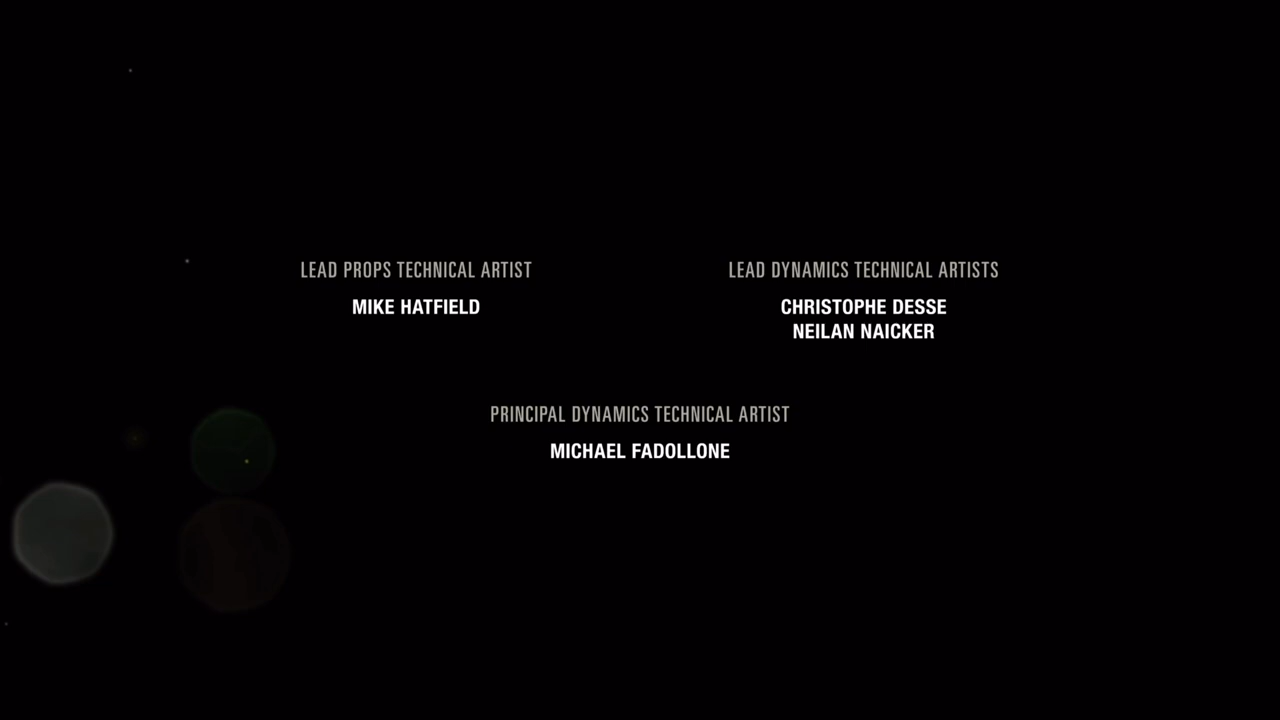 LEAD PROPS TECHNICAL ARTIST
MIKE HATFIELD
LEAD DYNAMICS TECHNICAL ARTISTS
CHRISTOPHE DESSE
NEILAN NAICKER
PRINCIPAL DYNAMICS TECHNICAL ARTIST
MICHAEL FADOLLONE